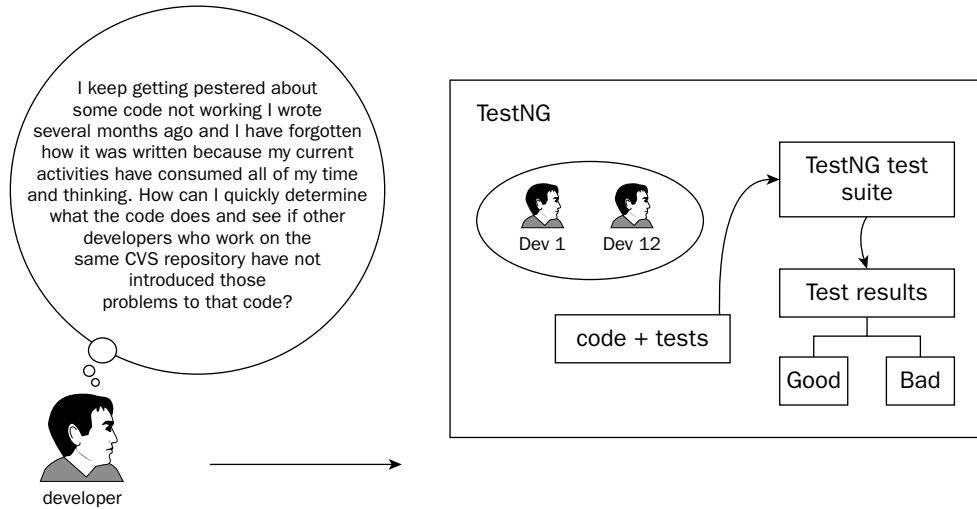 I keep getting pestered about
some code not working I wrote
several months ago and I have forgotten
how it was written because my current
activities have consumed all of my time
and thinking. How can I quickly determine
what the code does and see if other
developers who work on the
same CVS repository have not
introduced those
problems to that code?
developer
TestNG
Dev 1
Dev 12
code + tests
TestNG test
suite
Test results
Good
Bad